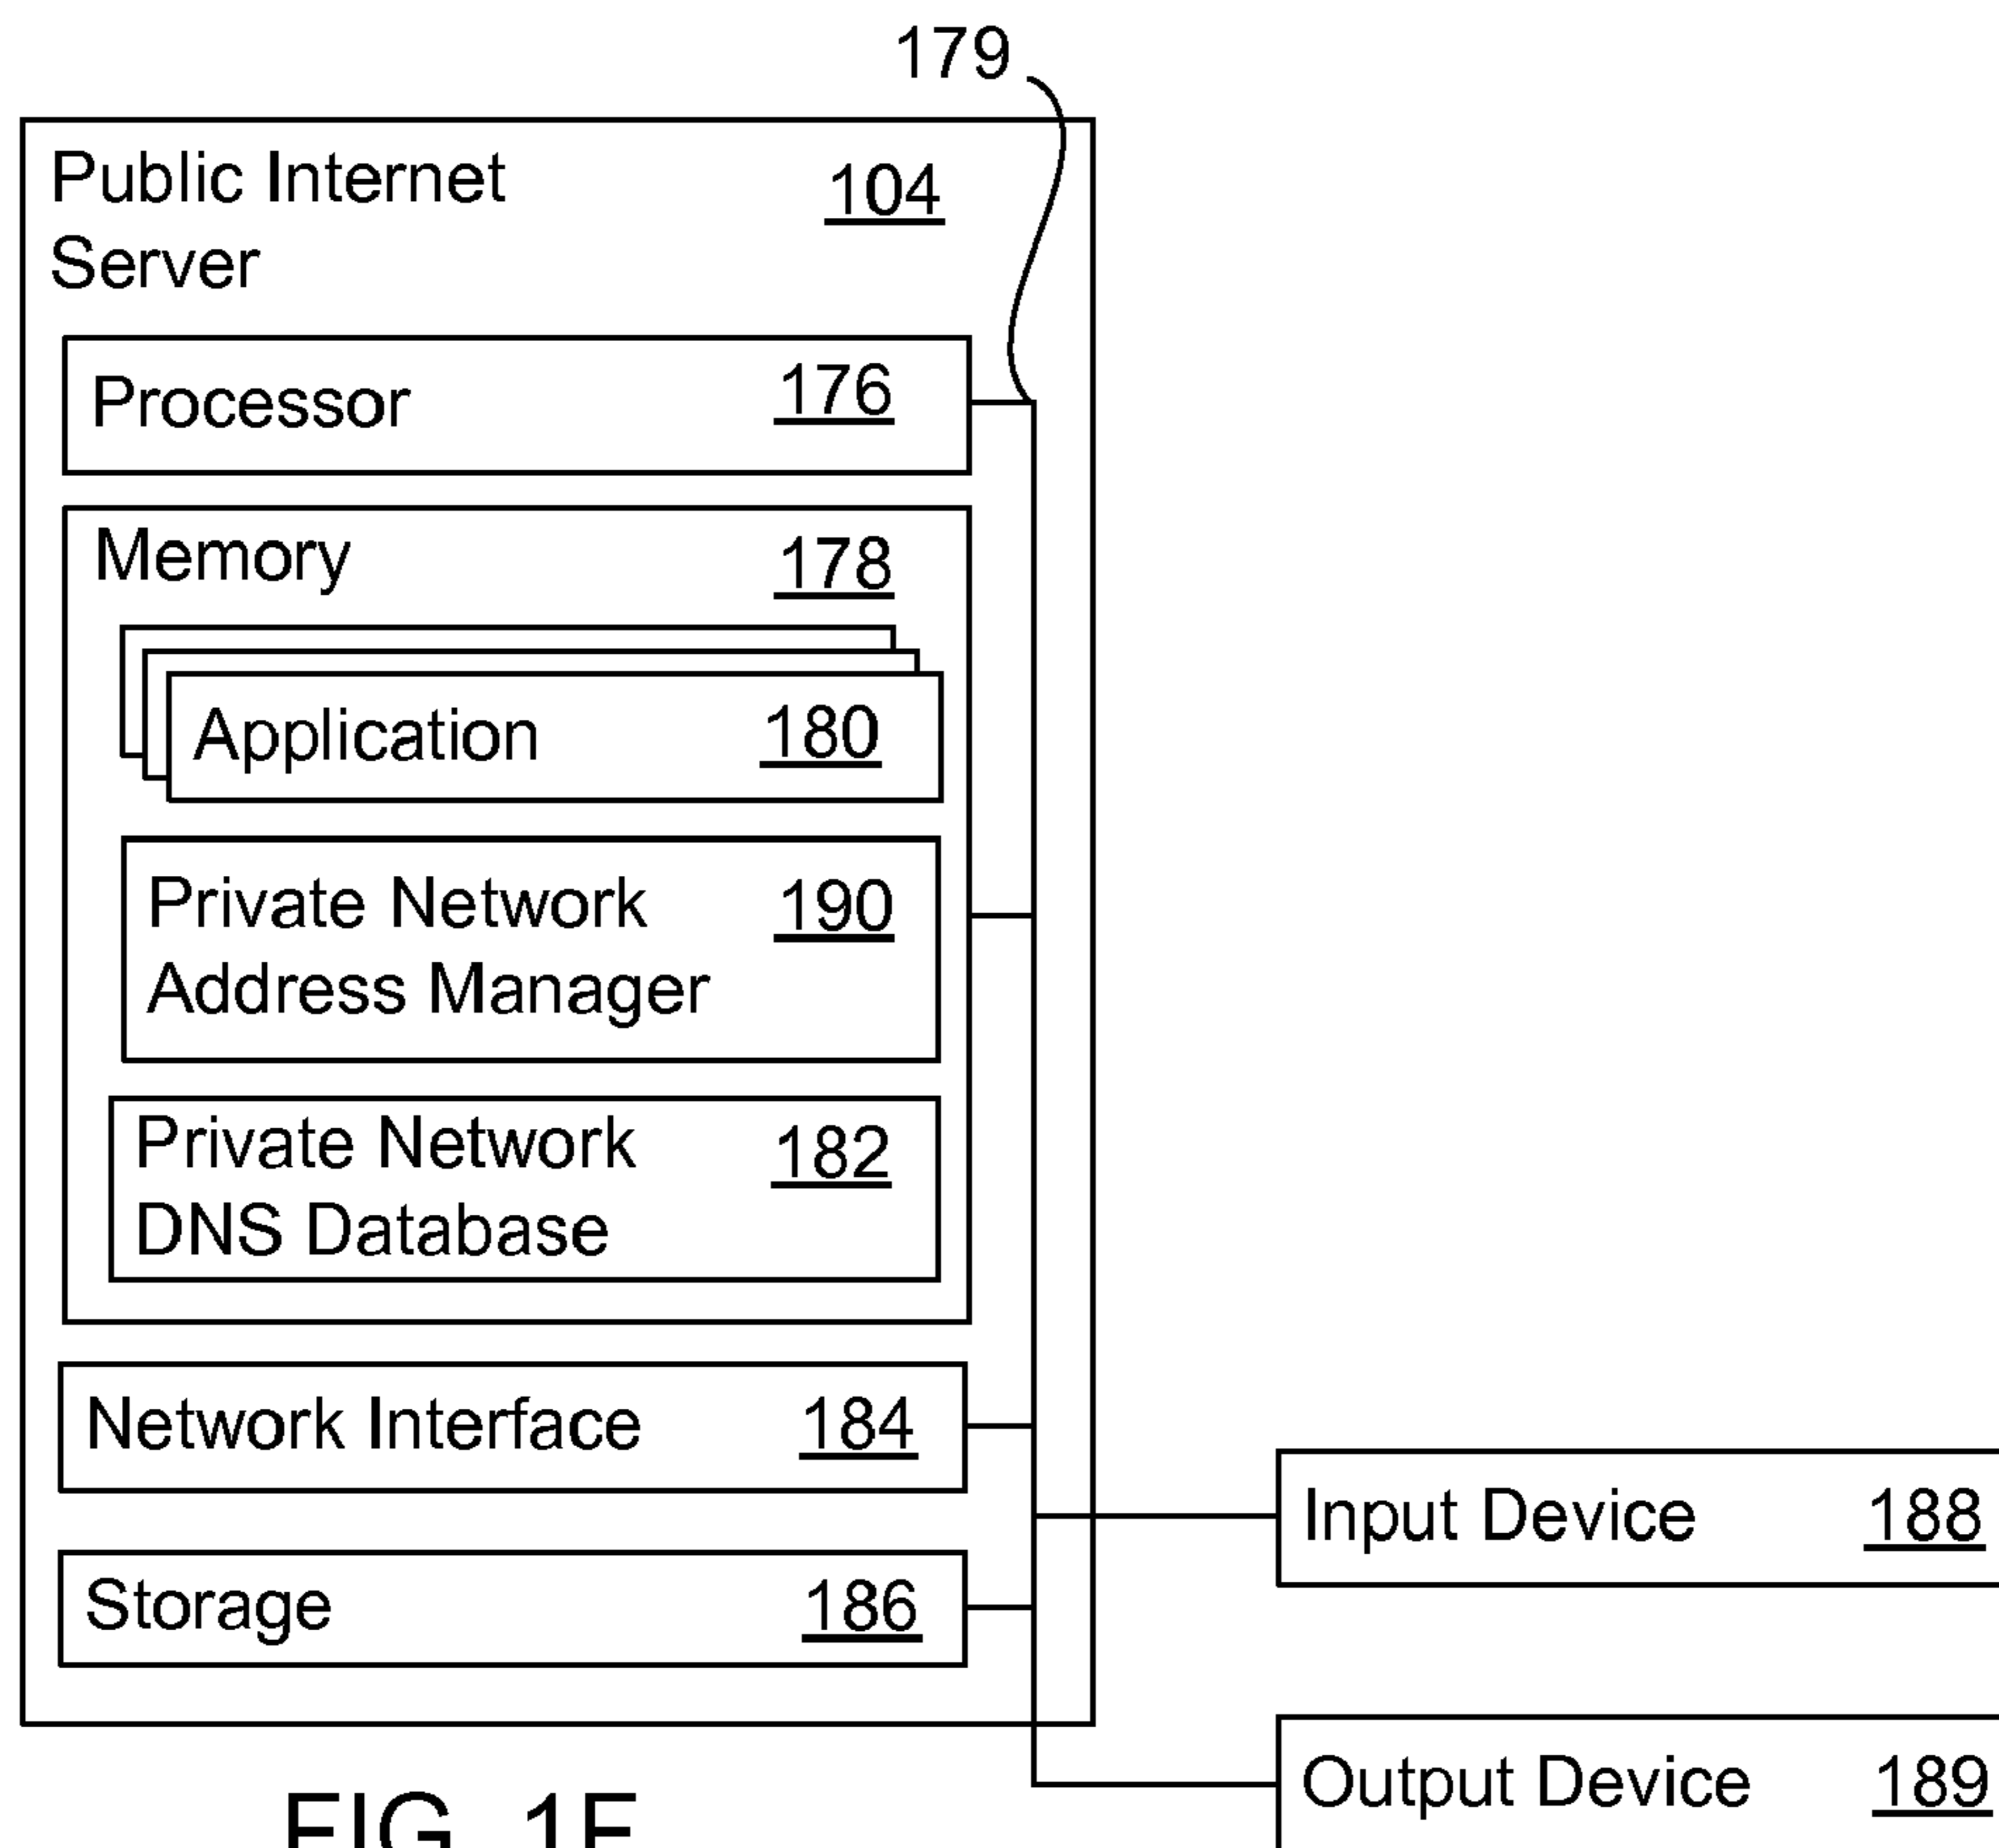 179
Public Internet 104
Server
Processor 176
Memory 178
Application 180
Private Network 190
Address Manager
Private Network 182
DNS Database
Network Interface 184
Storage 186
Input Device 188
Output Device 189